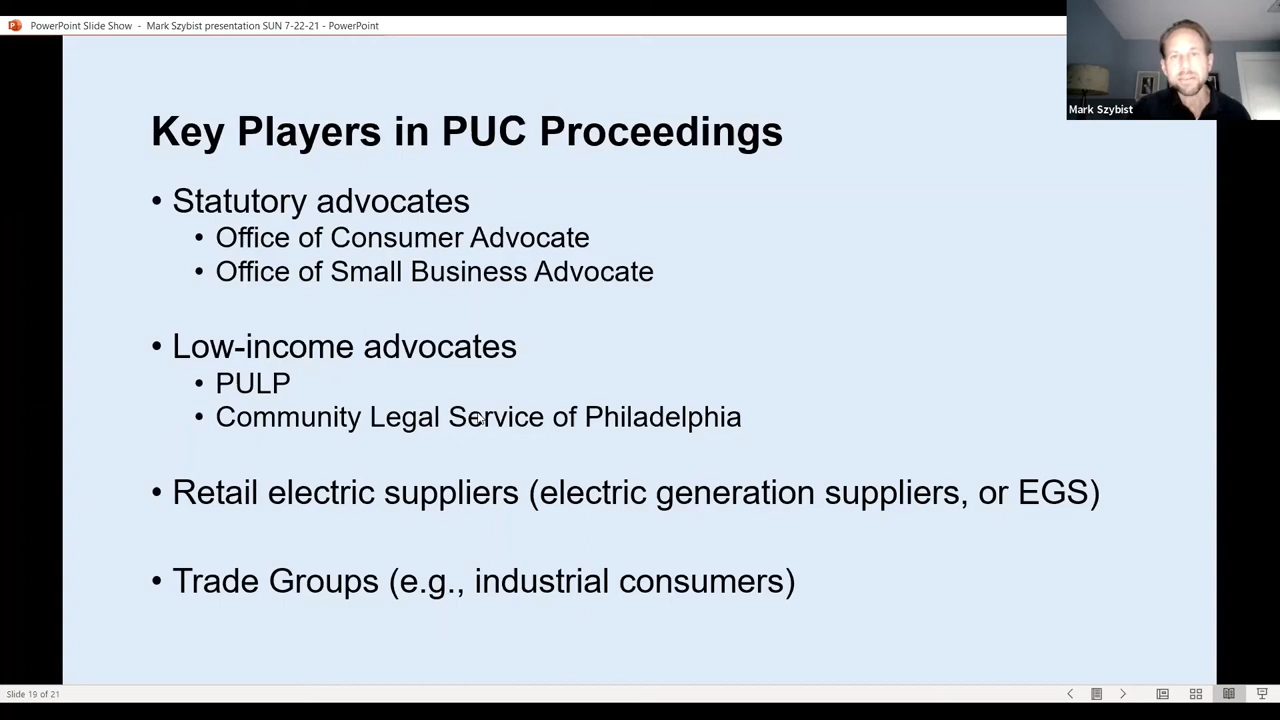 PowerPoint Slide Show - Mark Szybist presentation SUN 7-22-21 - PowerPoint
Mark Szybist
Key Players in PUC Proceedings
• Statutory advocates
• Office of Consumer Advocate
• Office of Small Business Advocate
• Low-income advocates
• PULP
• Community Legal Service of Philadelphia
• Retail electric suppliers (electric generation suppliers, or EGS)
• Trade Groups (e.g., industrial consumers)
Slide 19 of 21